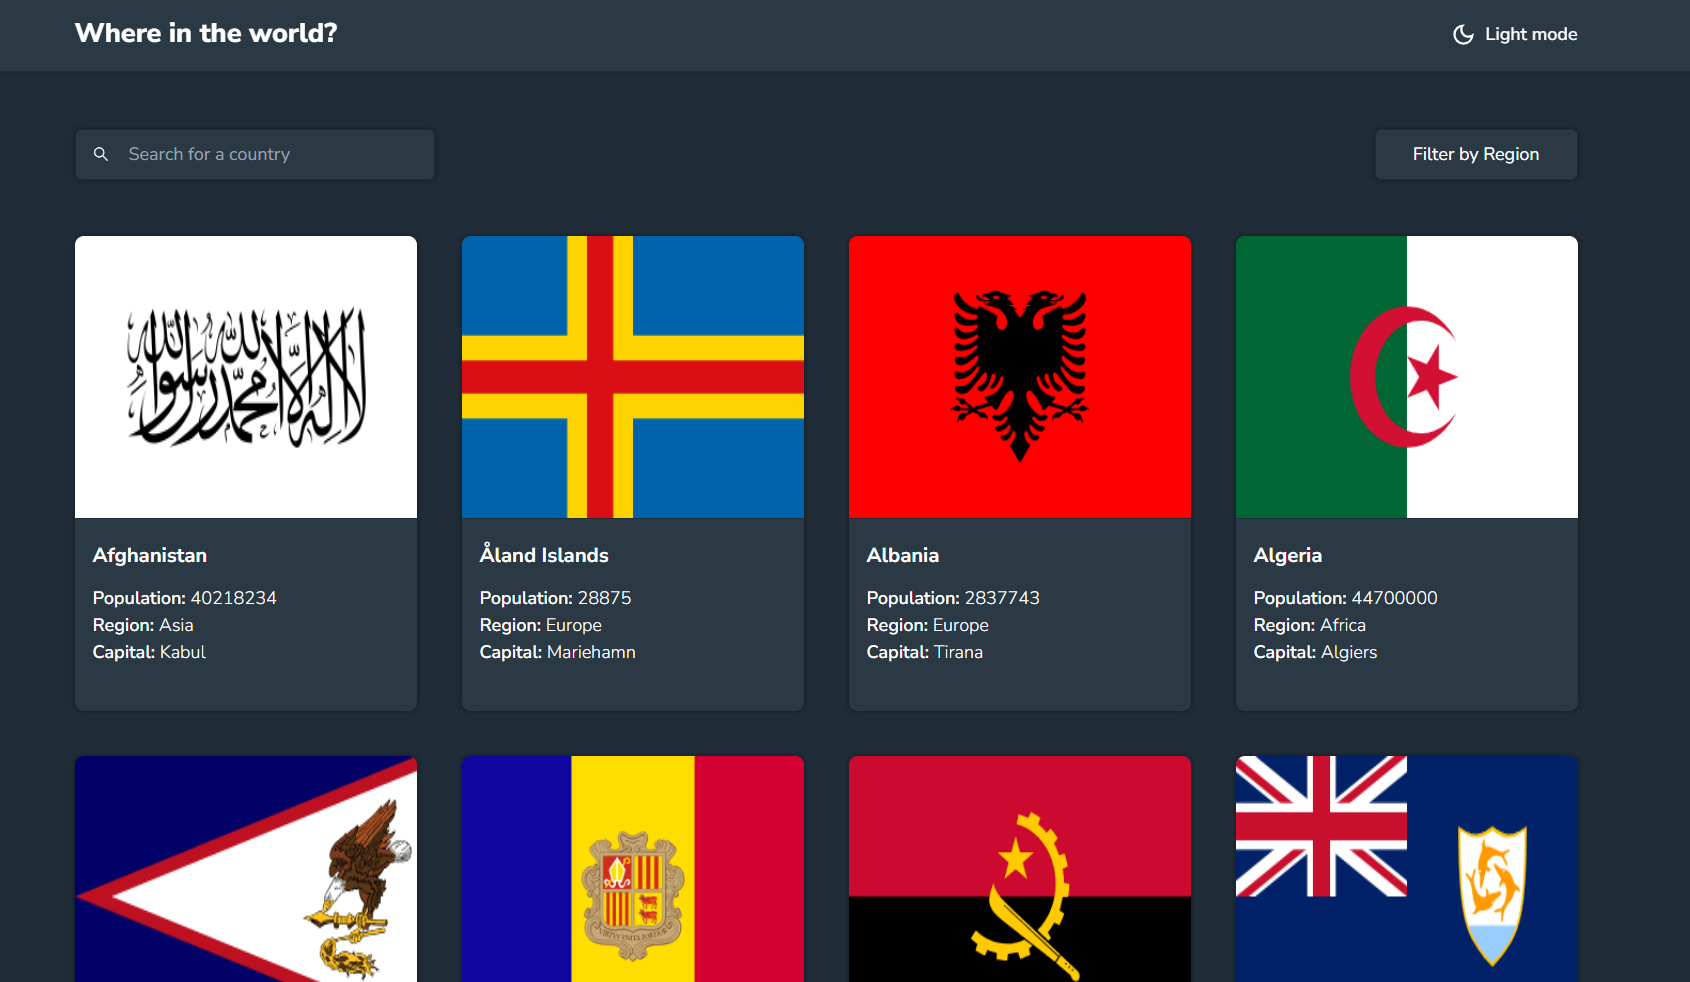 Where in the world?
Light mode
Search for a country
Filter by Region
لا إله إلا الله محمد رسول الله
Afghanistan
Population: 40218234
Region: Asia
Capital: Kabul
Åland Islands
Population: 28875
Region: Europe
Capital: Mariehamn
Albania
Population: 2837743
Region: Europe
Capital: Tirana
Algeria
Population: 44700000
Region: Africa
Capital: Algiers
VIRTVS VNITA FORTIOR